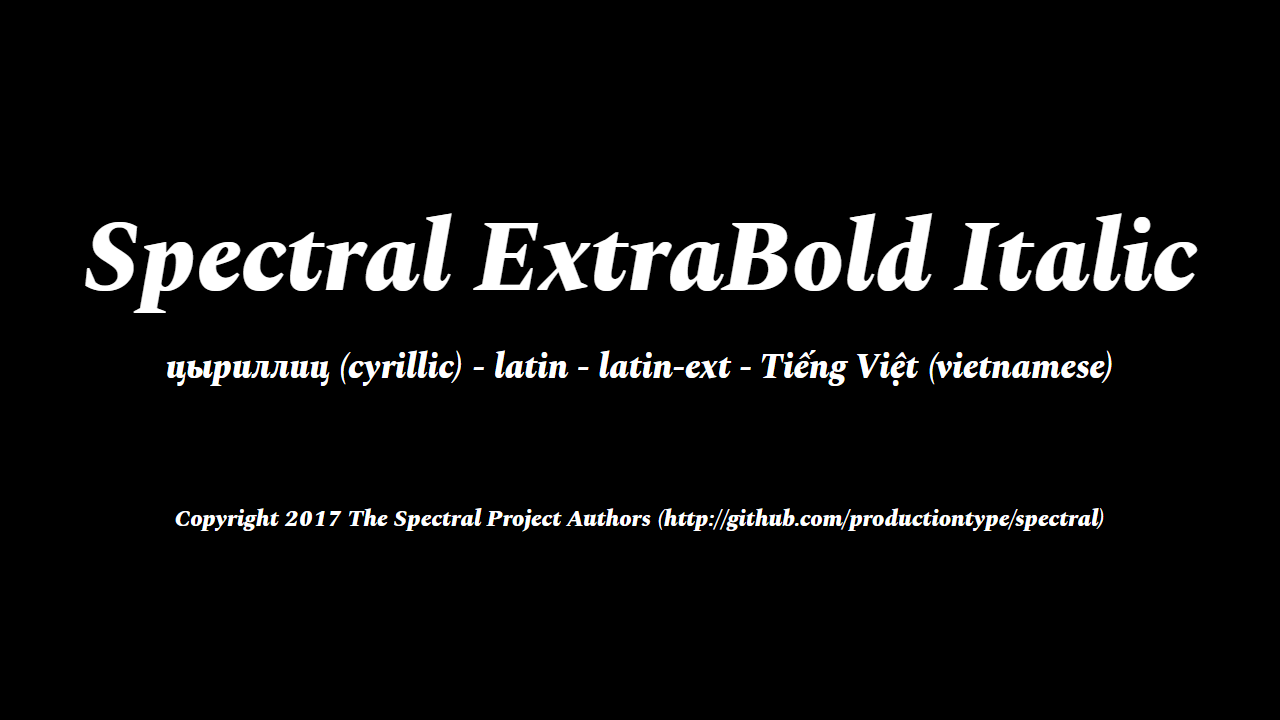 Spectral ExtraBold Italic
цыриллиц (cyrillic) - latin - latin-ext - Tiếng Việt (vietnamese)
Copyright 2017 The Spectral Project Authors (http://github.com/productiontype/spectral)